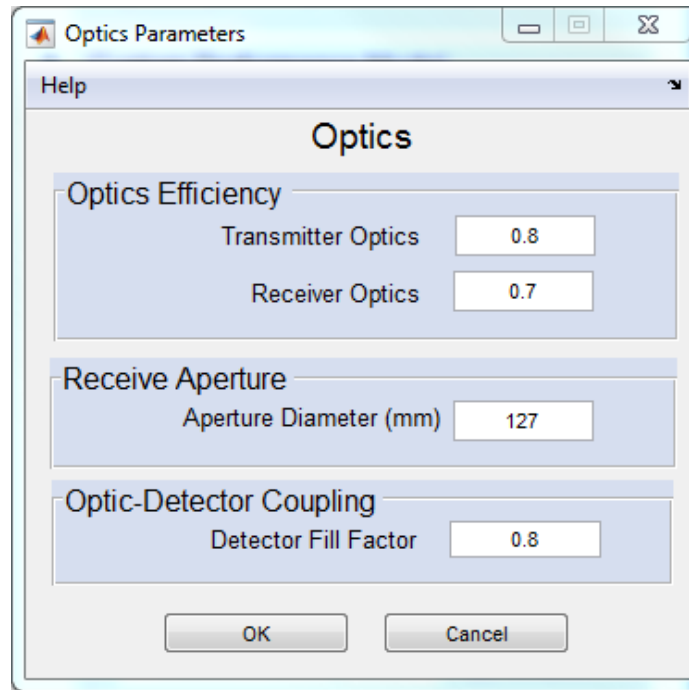 Optics Parameters
Help
Optics
Optics Efficiency
Transmitter Optics 0.8
Receiver Optics 0.7
Receive Aperture
Aperture Diameter (mm) 127
Optic-Detector Coupling
Detector Fill Factor 0.8
OK Cancel